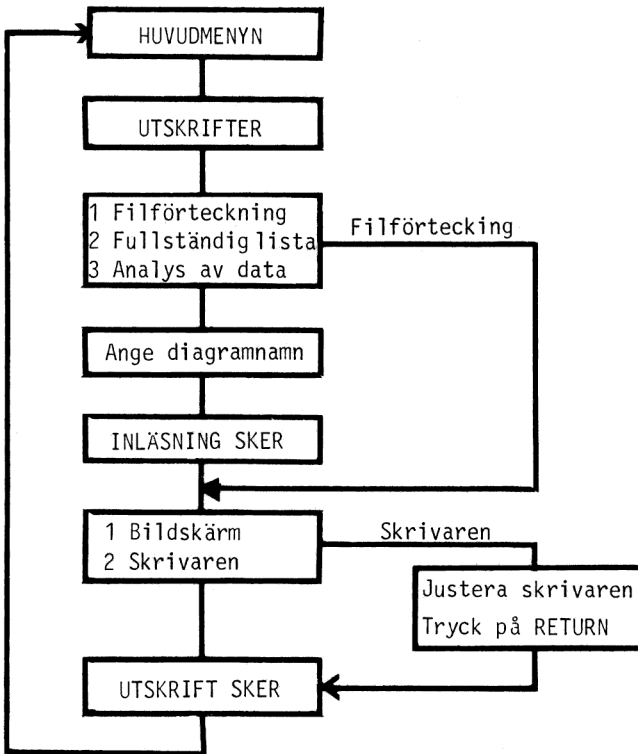 HUVUDMENYN
UTSKRIFTER
1 Filförteckning
2 Fullständig lista
3 Analys av data
Filförtecking
Ange diagramnamn
INLÄSNING SKER
1 Bildskärm
2 Skrivaren
Skrivaren
Justera skrivaren
Tryck på RETURN
UTSKRIFT SKER